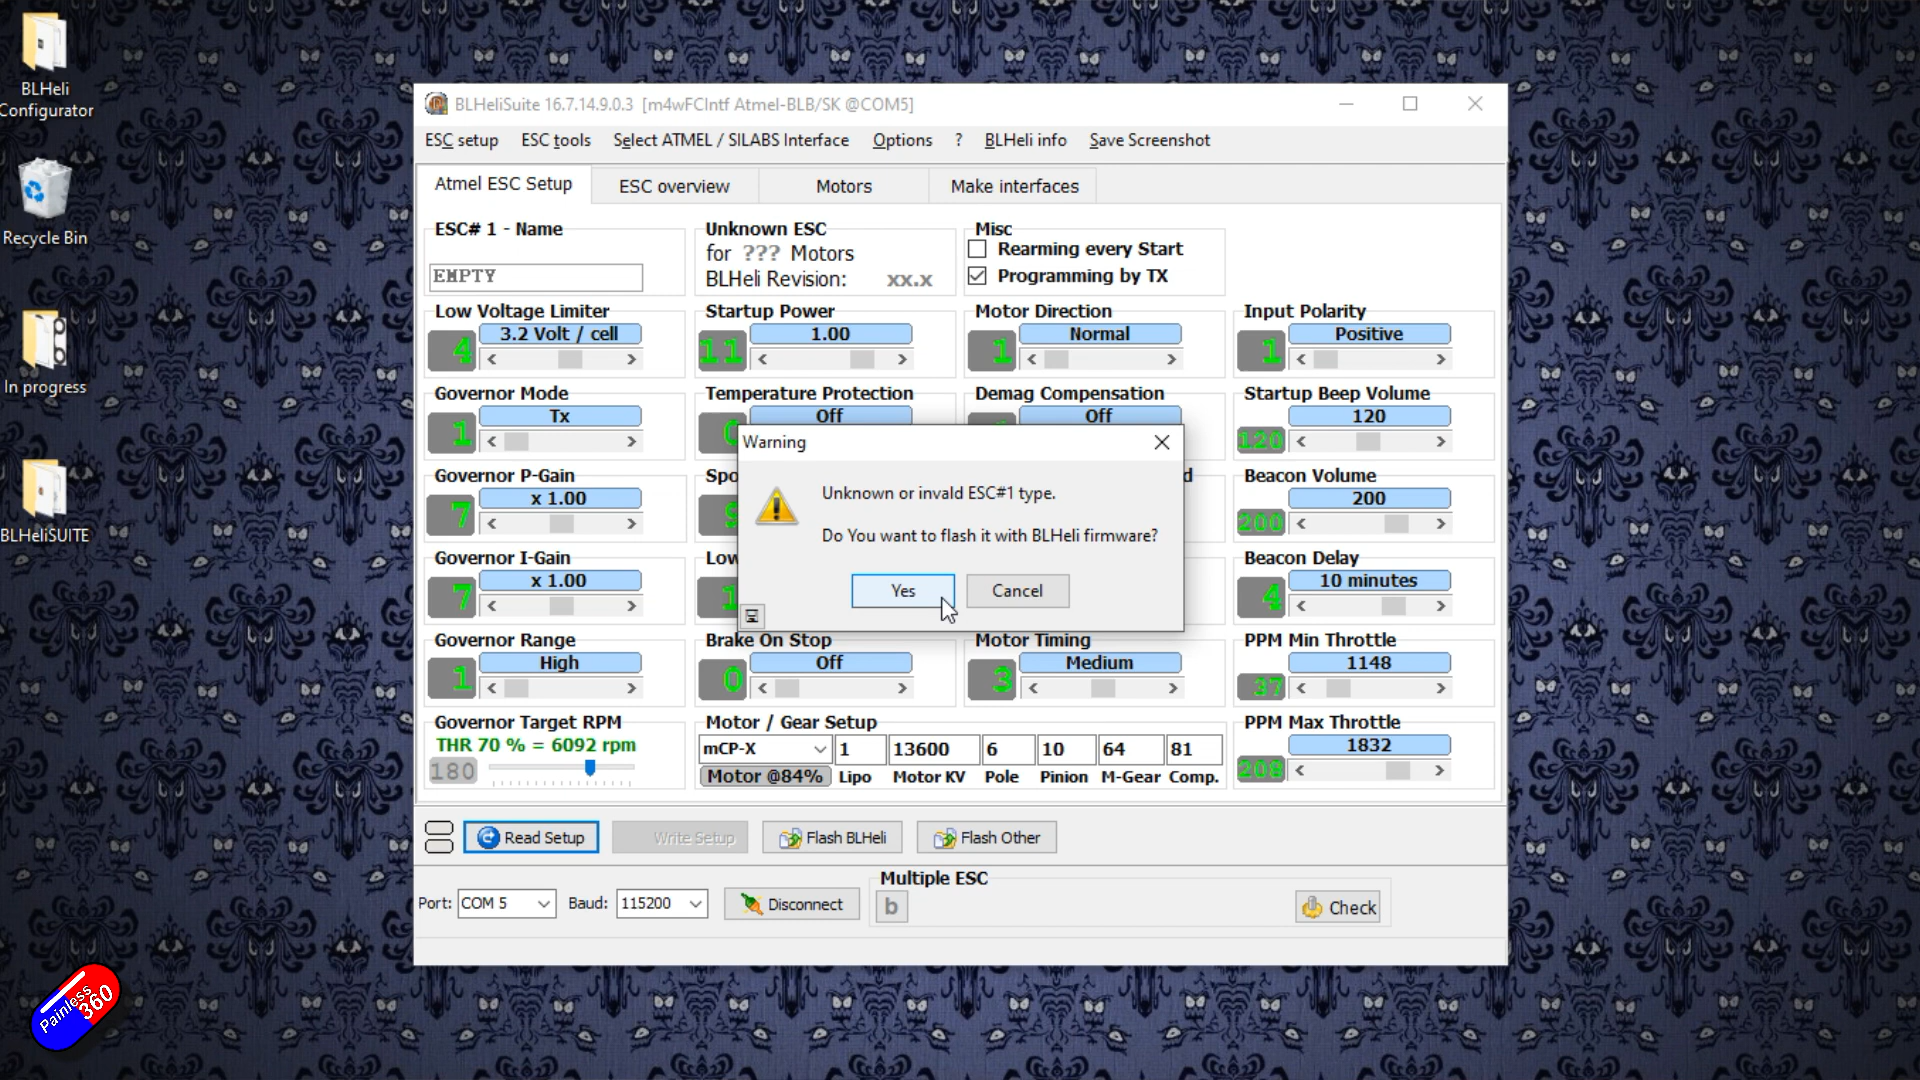 BLHeli
Configurator
Recycle Bin
In progress
BLHeliSUITE
BLHeliSuite 16.7.14.9.0.3 [m4wFCIntf Atmel-BLB/SK @COM5]
ESC setup ESC tools Select ATMEL / SILABS Interface Options ? BLHeli info Save Screenshot
Atmel ESC Setup ESC overview Motors Make interfaces
ESC# 1 - Name
EMPTY
Unknown ESC
for ??? Motors
BLHeli Revision: xx.x
Misc
Rearming every Start
Programming by TX
Low Voltage Limiter
3.2 Volt / cell
4
Startup Power
1.00
11
Motor Direction
Normal
1
Input Polarity
Positive
1
Governor Mode
Tx
1
Temperature Protection
Off
0
Demag Compensation
Off
Startup Beep Volume
120
120
Governor P-Gain
x 1.00
7
Spo
9
d
Beacon Volume
200
200
Governor I-Gain
x 1.00
7
Low
1
Beacon Delay
10 minutes
4
Warning
Unknown or invald ESC#1 type.
Do You want to flash it with BLHeli firmware?
Yes Cancel
Governor Range
High
1
Brake On Stop
Off
0
Motor Timing
Medium
3
PPM Min Throttle
1148
37
Governor Target RPM
THR 70 % = 6092 rpm
180
Motor / Gear Setup
mCP-X 1 13600 6 10 64 81
Motor @84% Lipo Motor KV Pole Pinion M-Gear Comp.
PPM Max Throttle
1832
208
Read Setup Write Setup Flash BLHeli Flash Other
Port: COM 5 Baud: 115200 Disconnect
Multiple ESC
b
Check
Painless
360